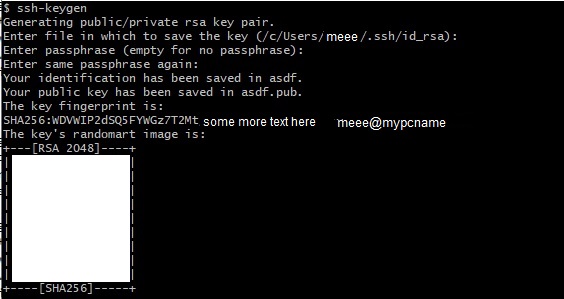 $ ssh-keygen
Generating public/private rsa key pair.
Enter file in which to save the key (/c/Users/ meee /.ssh/id_rsa):
Enter passphrase (empty for no passphrase):
Enter same passphrase again:
Your identification has been saved in asdf.
Your public key has been saved in asdf.pub.
The key fingerprint is:
SHA256:WDVWIP2dSQ5FYWGz7T2Mt some more text here meee@mypcname
The key's randomart image is:
+---[RSA 2048]----+
| |
| |
| |
| |
| |
| |
| |
| |
| |
+----[SHA256]-----+